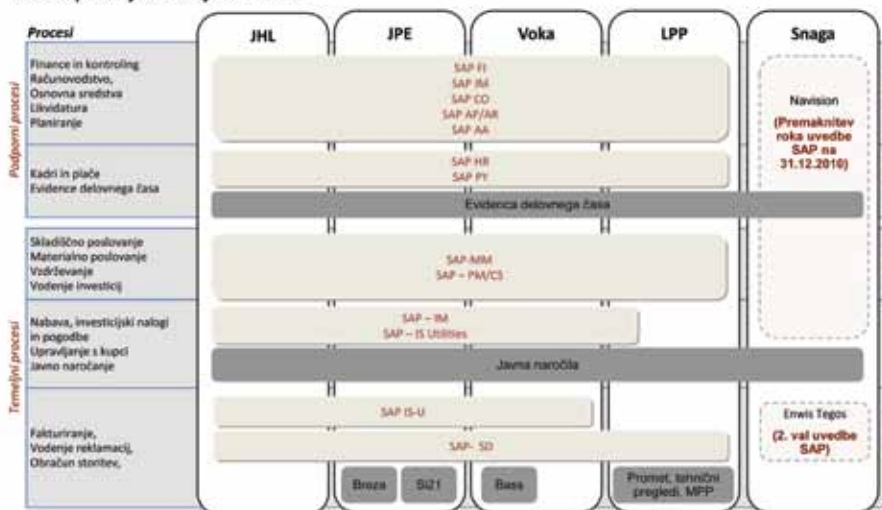 Procesi
JHL
JPE
Voka
LPP
Snaga
Podporni procesi
Finance in kontroling
Računovodstvo,
Osnovna sredstva
Likvidatura
Planiranje
SAP FI
SAP IM
SAP CO
SAP AP/AR
SAP AA
Navision
(Premaknitev
roka uvedbe
SAP na
31.12.2010)
Kadri in plače
Evidence delovnega časa
SAP HR
SAP PY
Evidenca delovnega časa
Temeljni procesi
Skladiščno poslovanje
Materialno poslovanje
Vzdrževanje
Vodenje investicij
SAP-MM
SAP – PM/CS
Nabava, investicijski nalogi
in pogodbe
Upravljanje s kupci
Javno naročanje
SAP – IM
SAP – IS Utilities
Javna naročila
Fakturiranje,
Vodenje reklamacij,
Obračun storitev,
SAP IS-U
SAP- SD
Enwis Tegos
(2. val uvedbe
SAP)
Broza
Si21
Bass
Promet, tehnični
pregledi, MPP